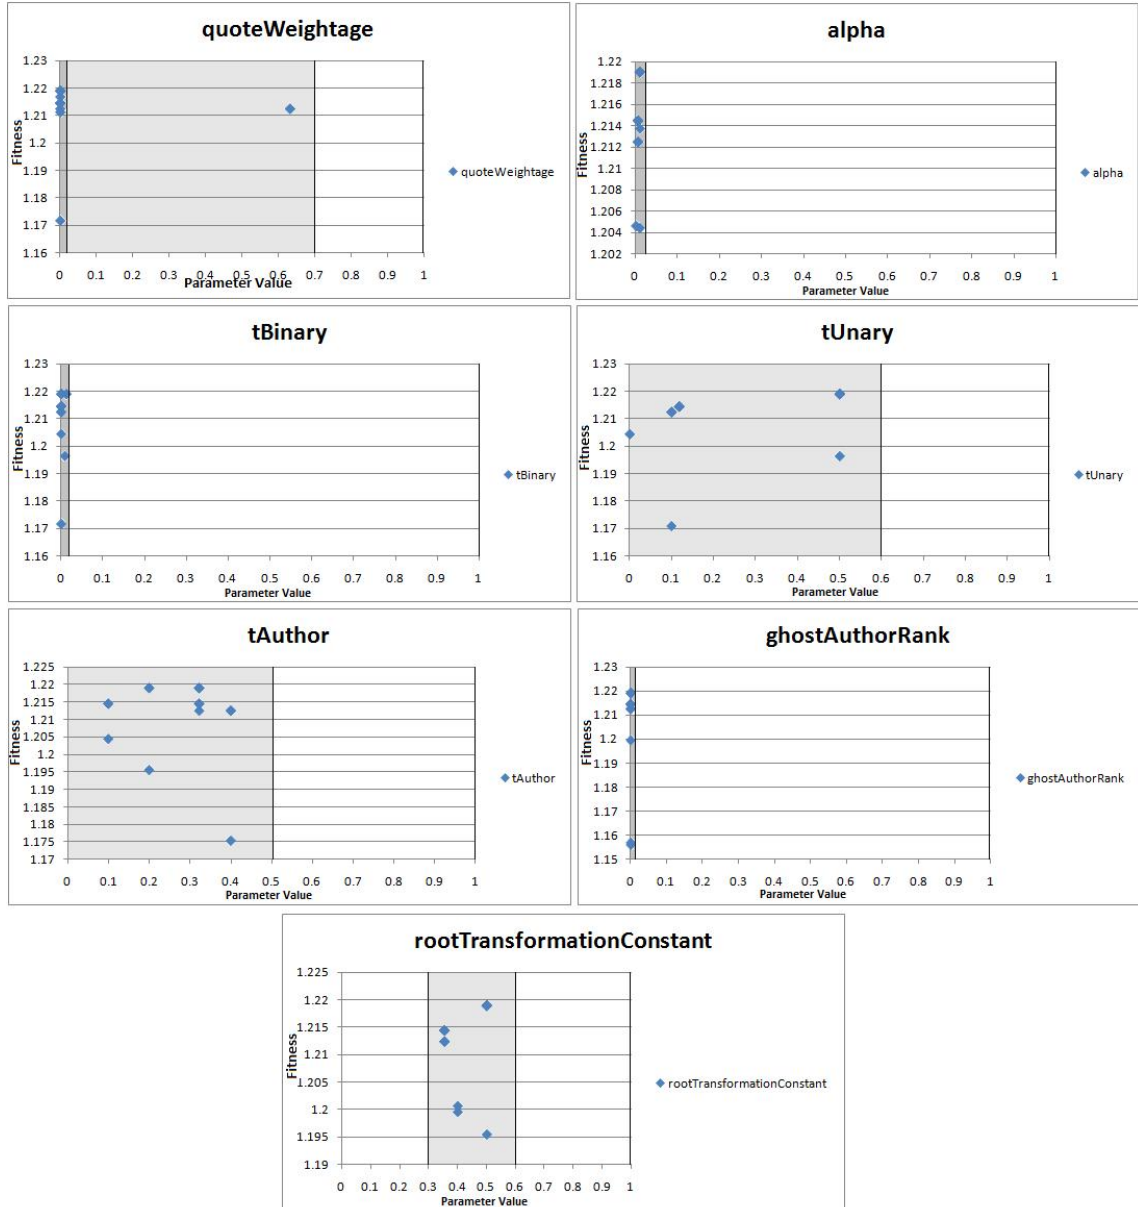 quoteWeightage
1.23
1.22
1.21
1.2
1.19
1.18
1.17
1.16
Fitness
0 0.1 0.2 0.3 0.4 0.5 0.6 0.7 0.8 0.9 1
Parameter Value
quoteWeightage
alpha
1.22
1.218
1.216
1.214
1.212
1.21
1.208
1.206
1.204
1.202
Fitness
0 0.1 0.2 0.3 0.4 0.5 0.6 0.7 0.8 0.9 1
Parameter Value
alpha
tBinary
1.23
1.22
1.21
1.2
1.19
1.18
1.17
1.16
Fitness
0 0.1 0.2 0.3 0.4 0.5 0.6 0.7 0.8 0.9 1
Parameter Value
tBinary
tUnary
1.23
1.22
1.21
1.2
1.19
1.18
1.17
1.16
Fitness
0 0.1 0.2 0.3 0.4 0.5 0.6 0.7 0.8 0.9 1
Parameter Value
tUnary
tAuthor
1.225
1.22
1.215
1.21
1.205
1.2
1.195
1.19
1.185
1.18
1.175
1.17
Fitness
0 0.1 0.2 0.3 0.4 0.5 0.6 0.7 0.8 0.9 1
Parameter Value
tAuthor
ghostAuthorRank
1.23
1.22
1.21
1.2
1.19
1.18
1.17
1.16
1.15
Fitness
0 0.1 0.2 0.3 0.4 0.5 0.6 0.7 0.8 0.9 1
Parameter Value
ghostAuthorRank
rootTransformationConstant
1.225
1.22
1.215
1.21
1.205
1.2
1.195
1.19
Fitness
0 0.1 0.2 0.3 0.4 0.5 0.6 0.7 0.8 0.9 1
Parameter Value
rootTransformationConstant